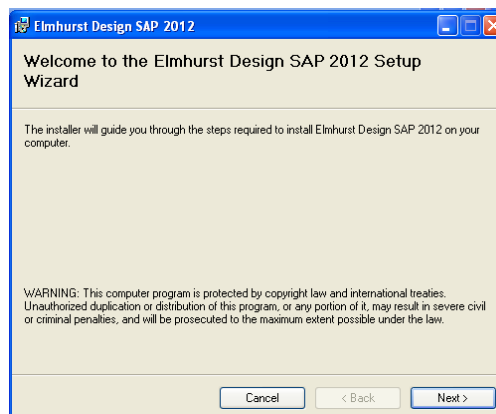 Elmhurst Design SAP 2012
Welcome to the Elmhurst Design SAP 2012 Setup
Wizard
The installer will guide you through the steps required to install Elmhurst Design SAP 2012 on your
computer.
WARNING: This computer program is protected by copyright law and international treaties.
Unauthorized duplication or distribution of this program, or any portion of it, may result in severe civil
or criminal penalties, and will be prosecuted to the maximum extent possible under the law.
Cancel
< Back
Next >